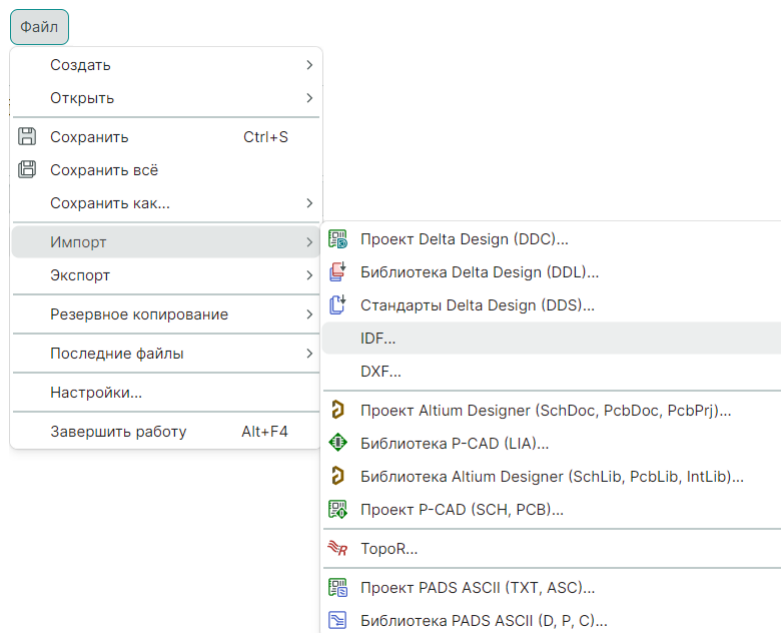 Файл
Создать
Открыть
Сохранить Ctrl+S
Сохранить всё
Сохранить как...
Импорт
Экспорт
Резервное копирование
Последние файлы
Настройки...
Завершить работу Alt+F4
Проект Delta Design (DDC)...
Библиотека Delta Design (DDL)...
Стандарты Delta Design (DDS)...
IDF...
DXF...
Проект Altium Designer (SchDoc, PcbDoc, PcbPrj)...
Библиотека P-CAD (LIA)...
Библиотека Altium Designer (SchLib, PcbLib, IntLib)...
Проект P-CAD (SCH, PCB)...
TopoR...
Проект PADS ASCII (TXT, ASC)...
Библиотека PADS ASCII (D, P, C)...